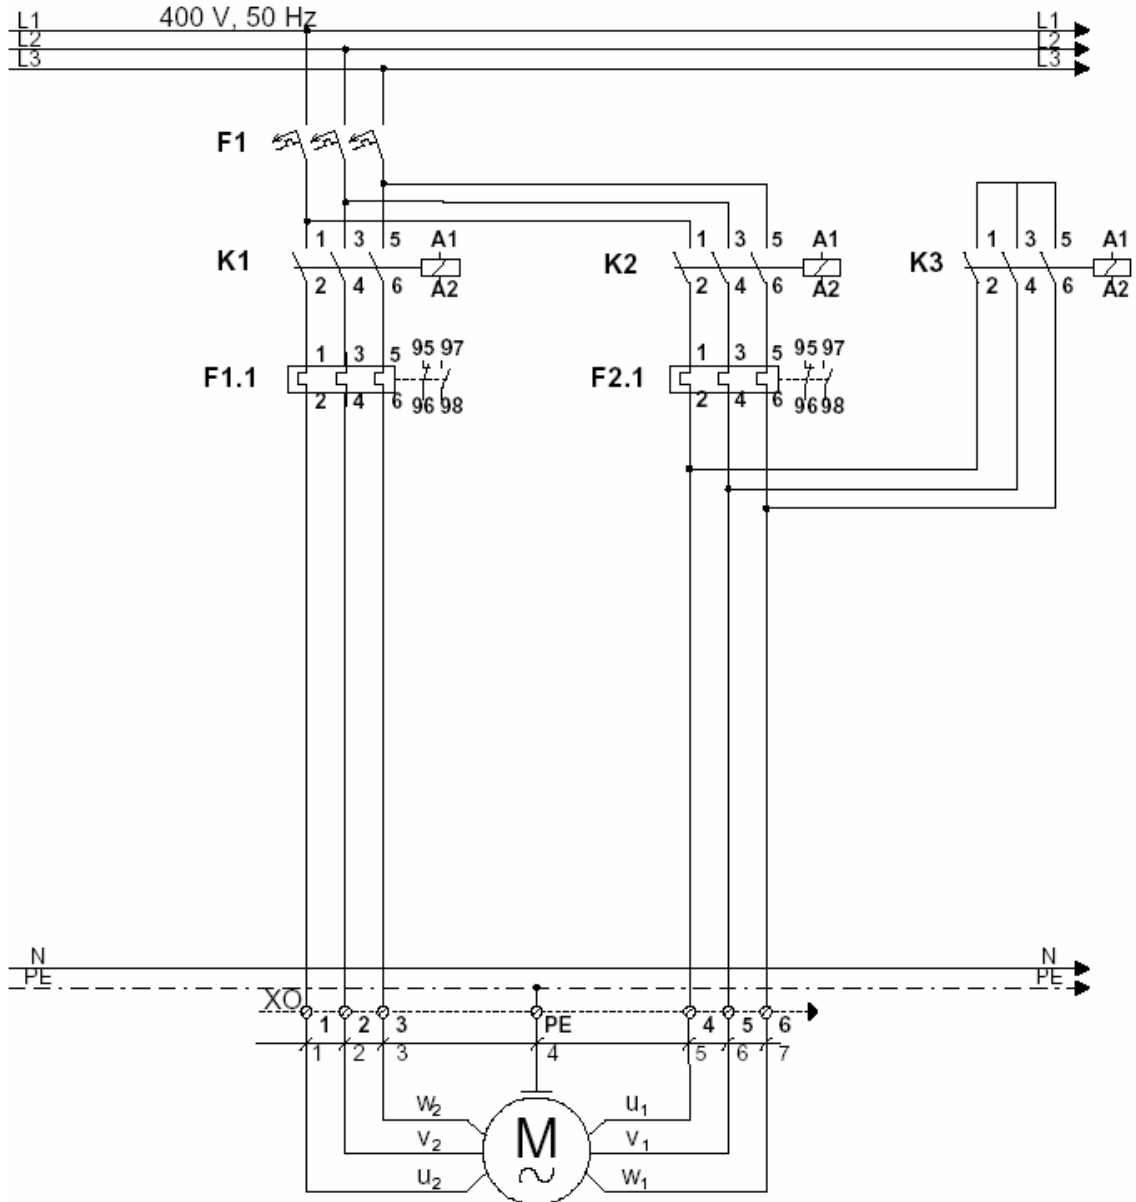 400 V, 50 Hz
L1 L1
L2 L2
L3 L3
F1
1 3 5 A1 1 3 5 A1 1 3 5 A1
K1 K2 K3
2 4 6 A2 2 4 6 A2 2 4 6 A2
1 3 5 95 97 1 3 5 95 97
F1.1 F2.1
2 4 6 96 98 2 4 6 96 98
N N
PE PE
XO
1 2 3 PE 4 5 6
1 2 3 4 5 6 7
w₂ u₁
v₂ M v₁
u₂ w₁